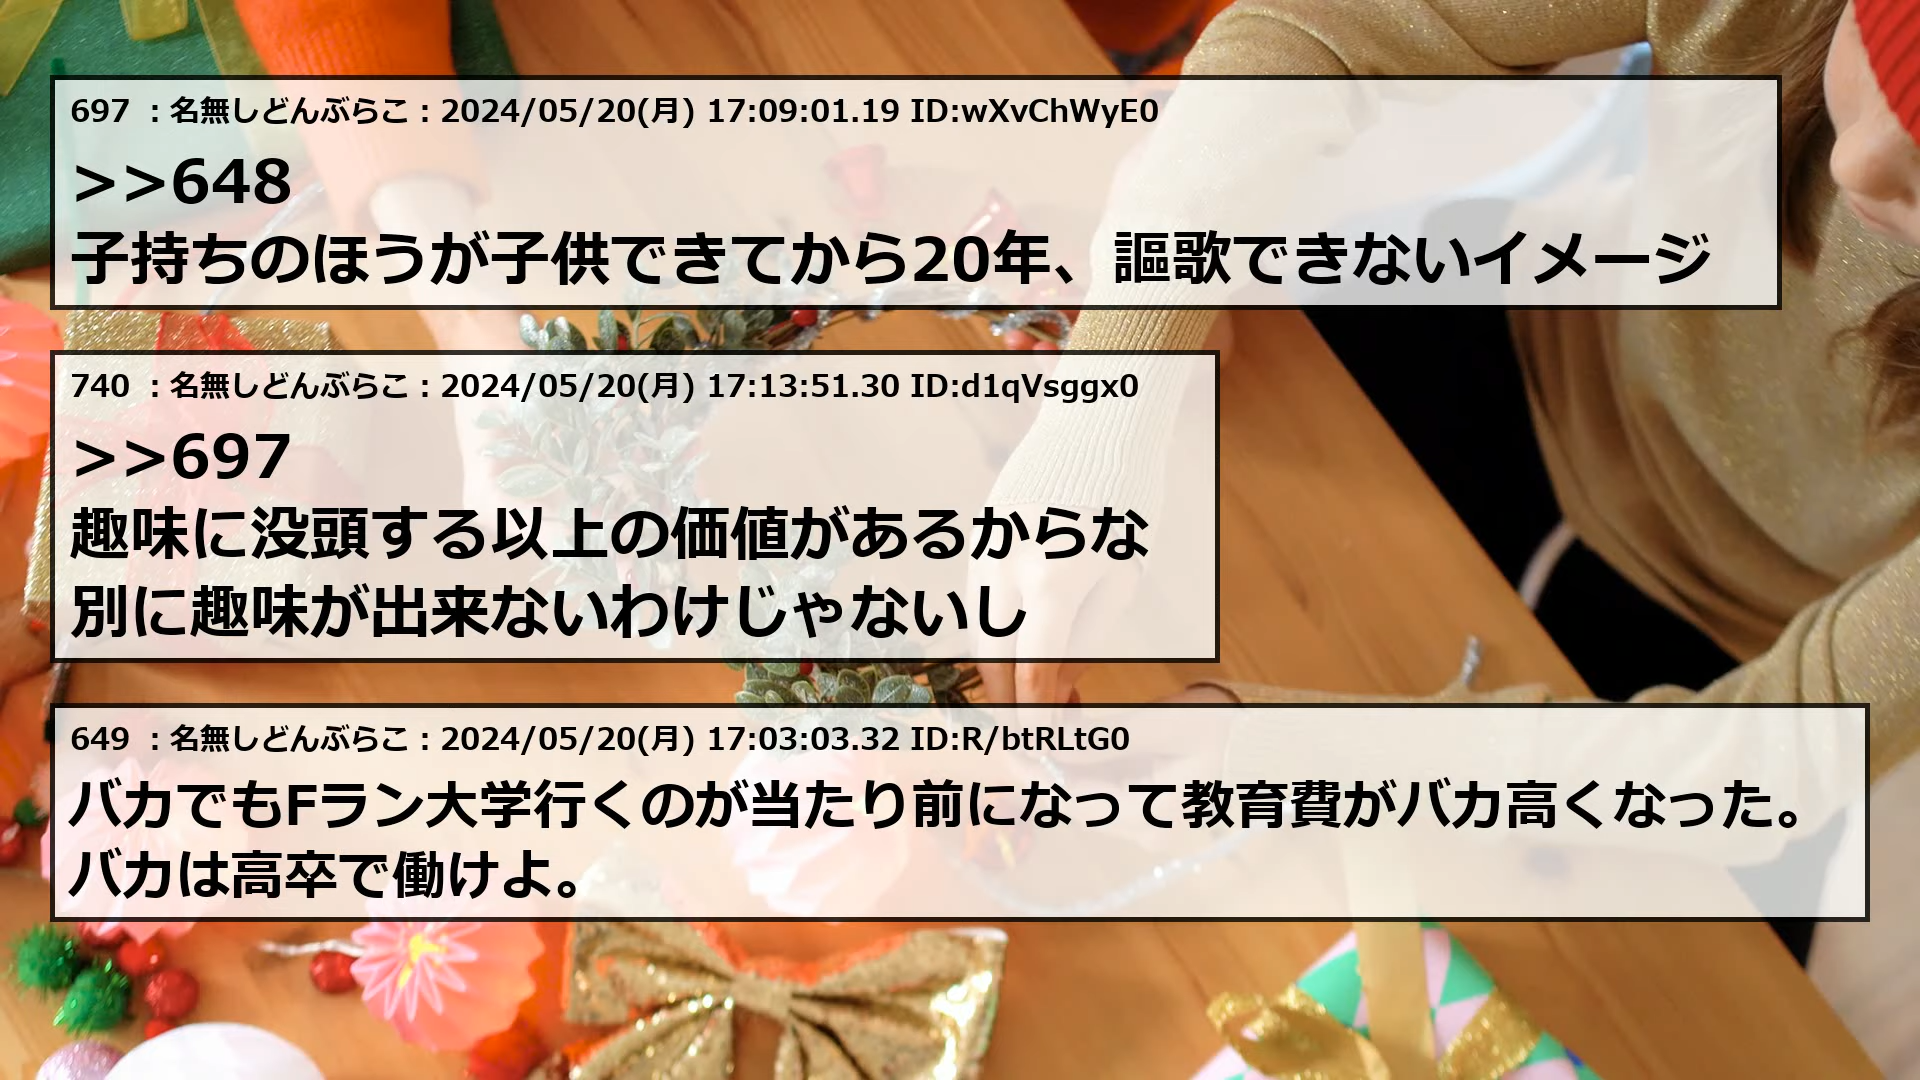 697 ：名無しどんぶらこ：2024/05/20(月) 17:09:01.19 ID:wXvChWyE0
>>648
子持ちのほうが子供できてから20年、謳歌できないイメージ
740 ：名無しどんぶらこ：2024/05/20(月) 17:13:51.30 ID:d1qVsggx0
>>697
趣味に没頭する以上の価値があるからな
別に趣味が出来ないわけじゃないし
649 ：名無しどんぶらこ：2024/05/20(月) 17:03:03.32 ID:R/btRLtG0
バカでもFラン大学行くのが当たり前になって教育費がバカ高くなった。
バカは高卒で働けよ。